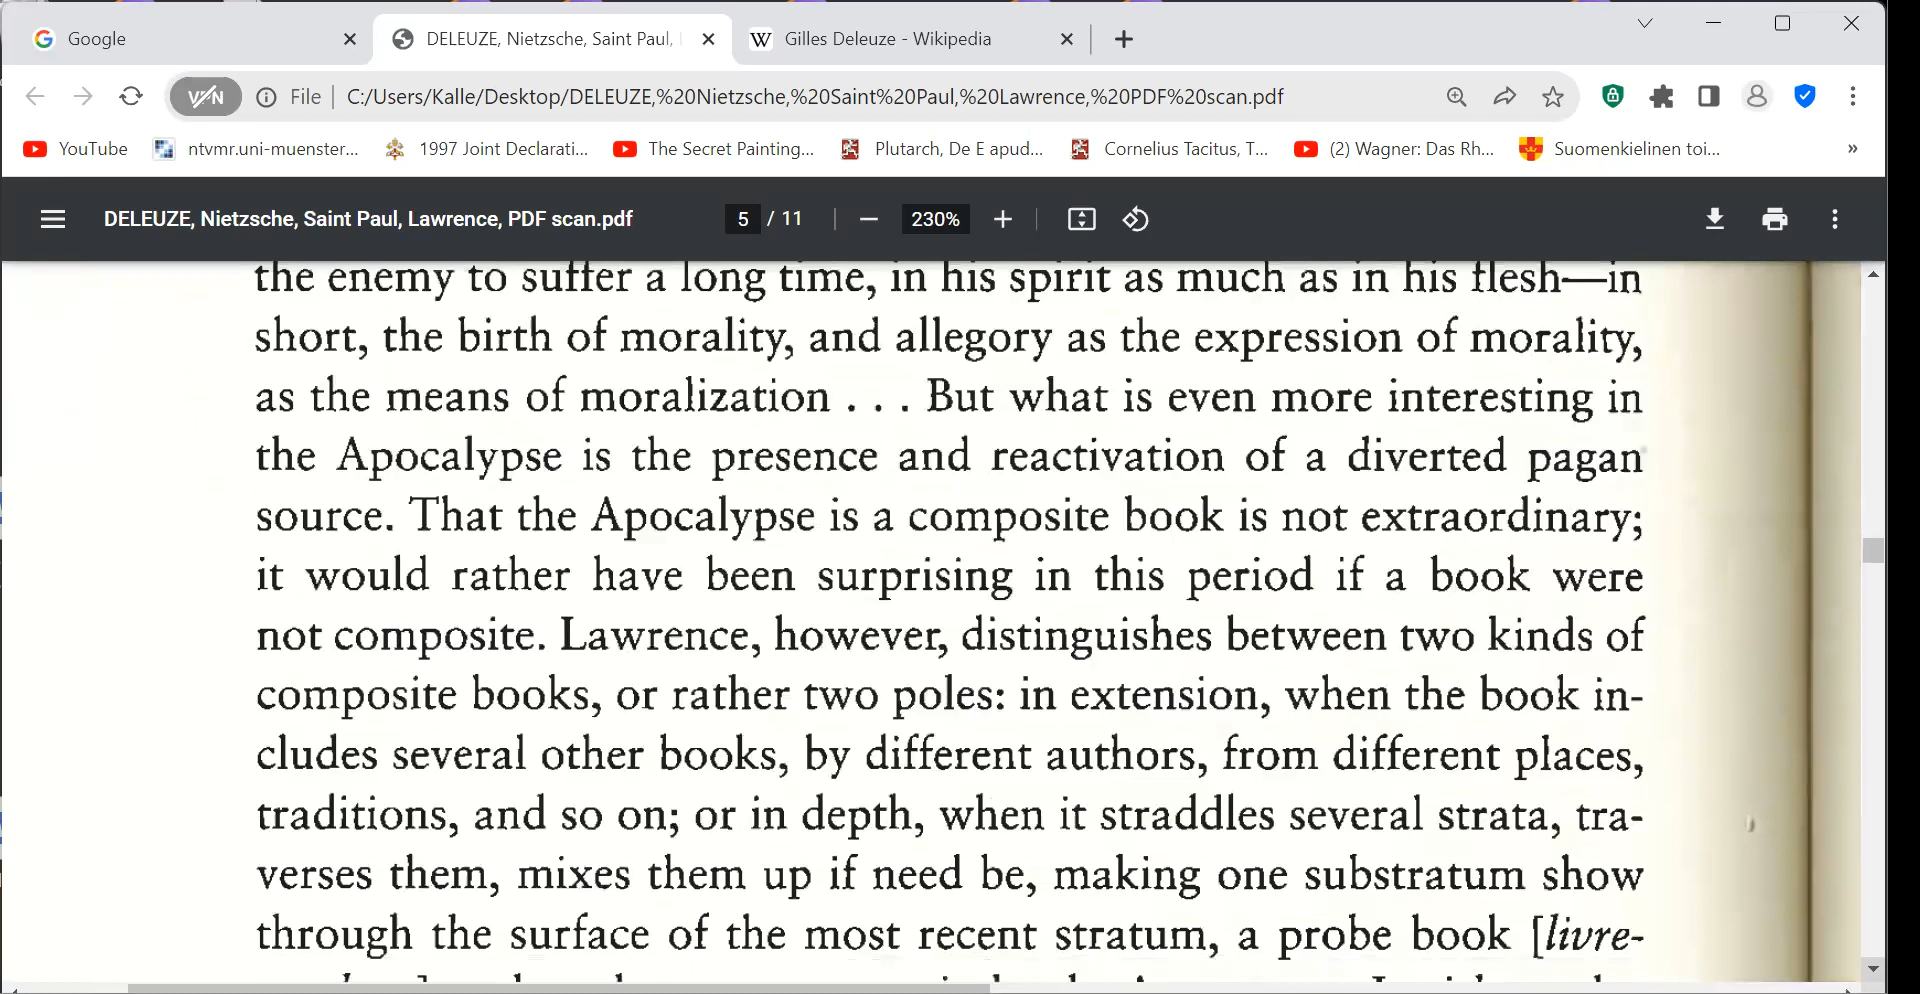 Google
DELEUZE, Nietzsche, Saint Paul,
Gilles Deleuze - Wikipedia
VPN
File
C:/Users/Kalle/Desktop/DELEUZE,%20Nietzsche,%20Saint%20Paul,%20Lawrence,%20PDF%20scan.pdf
YouTube
ntvmr.uni-muenster...
1997 Joint Declarati...
The Secret Painting...
Plutarch, De E apud...
Cornelius Tacitus, T...
(2) Wagner: Das Rh...
Suomenkielinen toi...
»
DELEUZE, Nietzsche, Saint Paul, Lawrence, PDF scan.pdf
5 / 11
230%
the enemy to suffer a long time, in his spirit as much as in his flesh—in
short, the birth of morality, and allegory as the expression of morality,
as the means of moralization . . . But what is even more interesting in
the Apocalypse is the presence and reactivation of a diverted pagan
source. That the Apocalypse is a composite book is not extraordinary;
it would rather have been surprising in this period if a book were
not composite. Lawrence, however, distinguishes between two kinds of
composite books, or rather two poles: in extension, when the book in-
cludes several other books, by different authors, from different places,
traditions, and so on; or in depth, when it straddles several strata, tra-
verses them, mixes them up if need be, making one substratum show
through the surface of the most recent stratum, a probe book [livre-